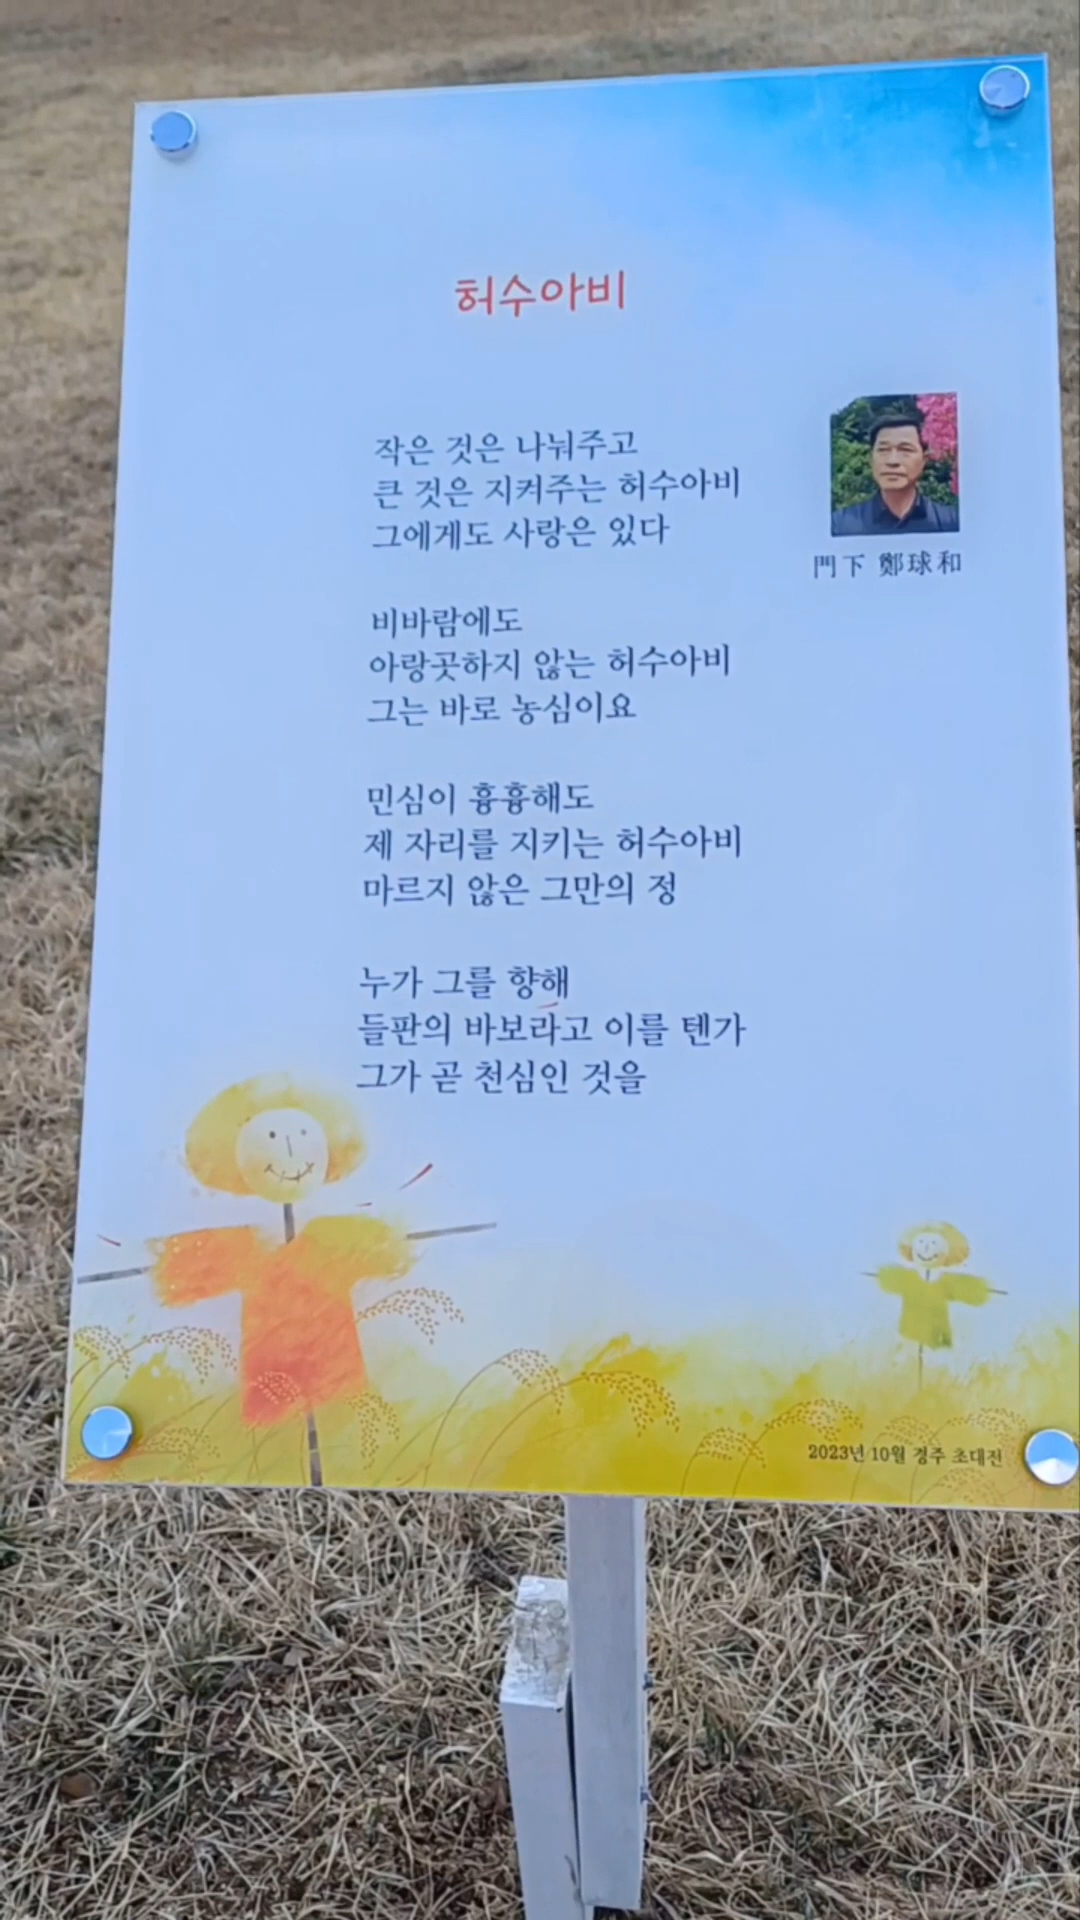 허수아비
작은 것은 나눠주고
큰 것은 지켜주는 허수아비
그에게도 사랑은 있다
門下 鄭球和
비바람에도
아랑곳하지 않는 허수아비
그는 바로 농심이요
민심이 흉흉해도
제 자리를 지키는 허수아비
마르지 않은 그만의 정
누가 그를 향해
들판의 바보라고 이를 텐가
그가 곧 천심인 것을
2023년 10월 경주 초대전